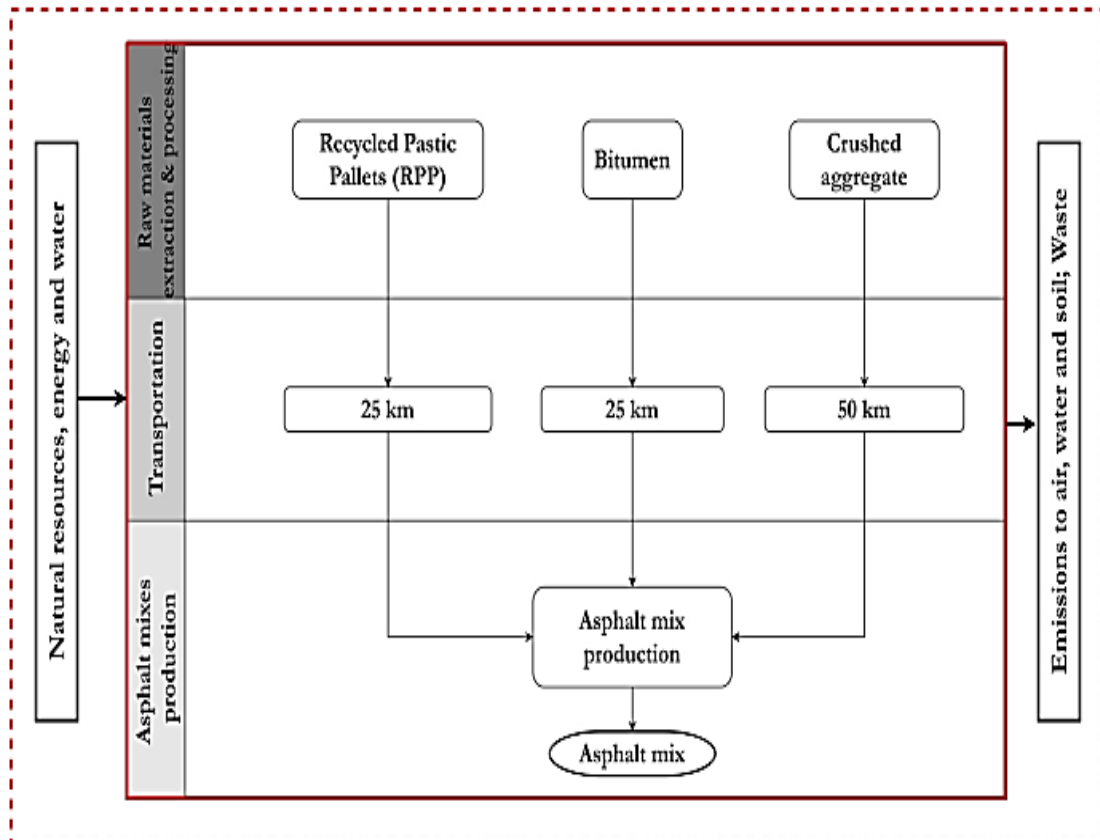 Natural resources, energy and water
Raw materials
extraction & processing
Recycled Pastic
Pallets (RPP)
Bitumen
Crushed
aggregate
Transportation
25 km
25 km
50 km
Asphalt mixes
production
Asphalt mix
production
Asphalt mix
Emissions to air, water and soil; Waste